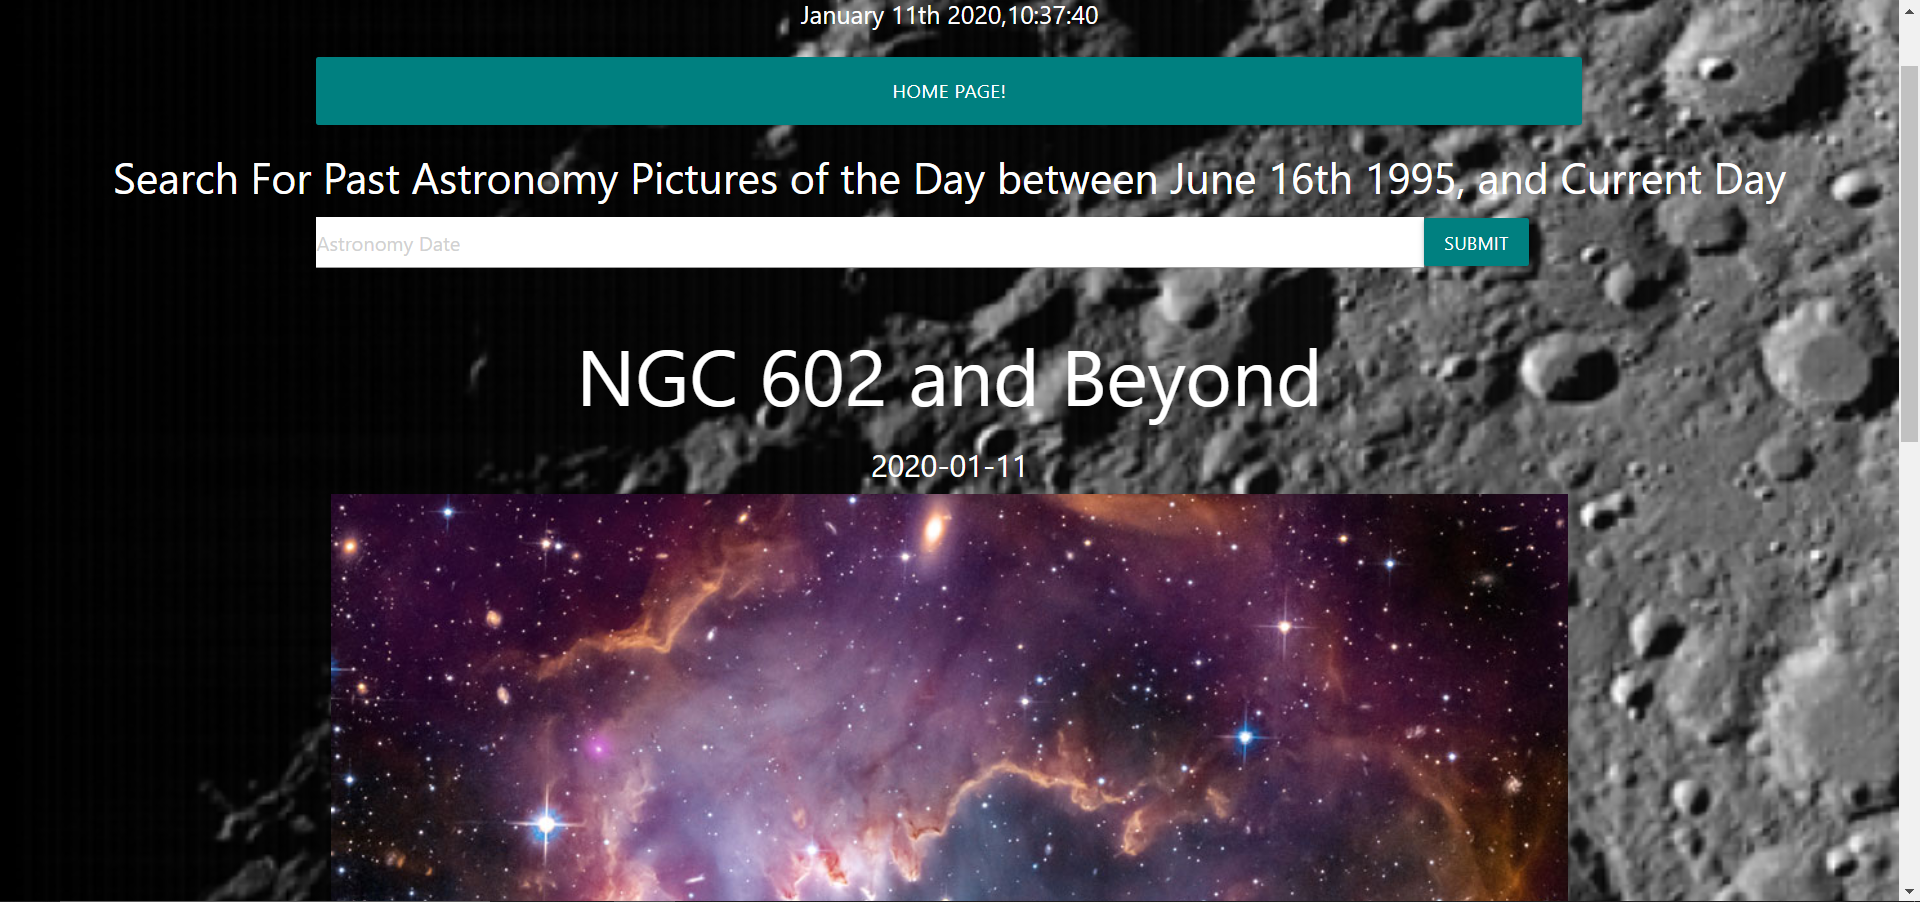 January 11th 2020,10:37:40
HOME PAGE!
Search For Past Astronomy Pictures of the Day between June 16th 1995, and Current Day
Astronomy Date
SUBMIT
NGC 602 and Beyond
2020-01-11